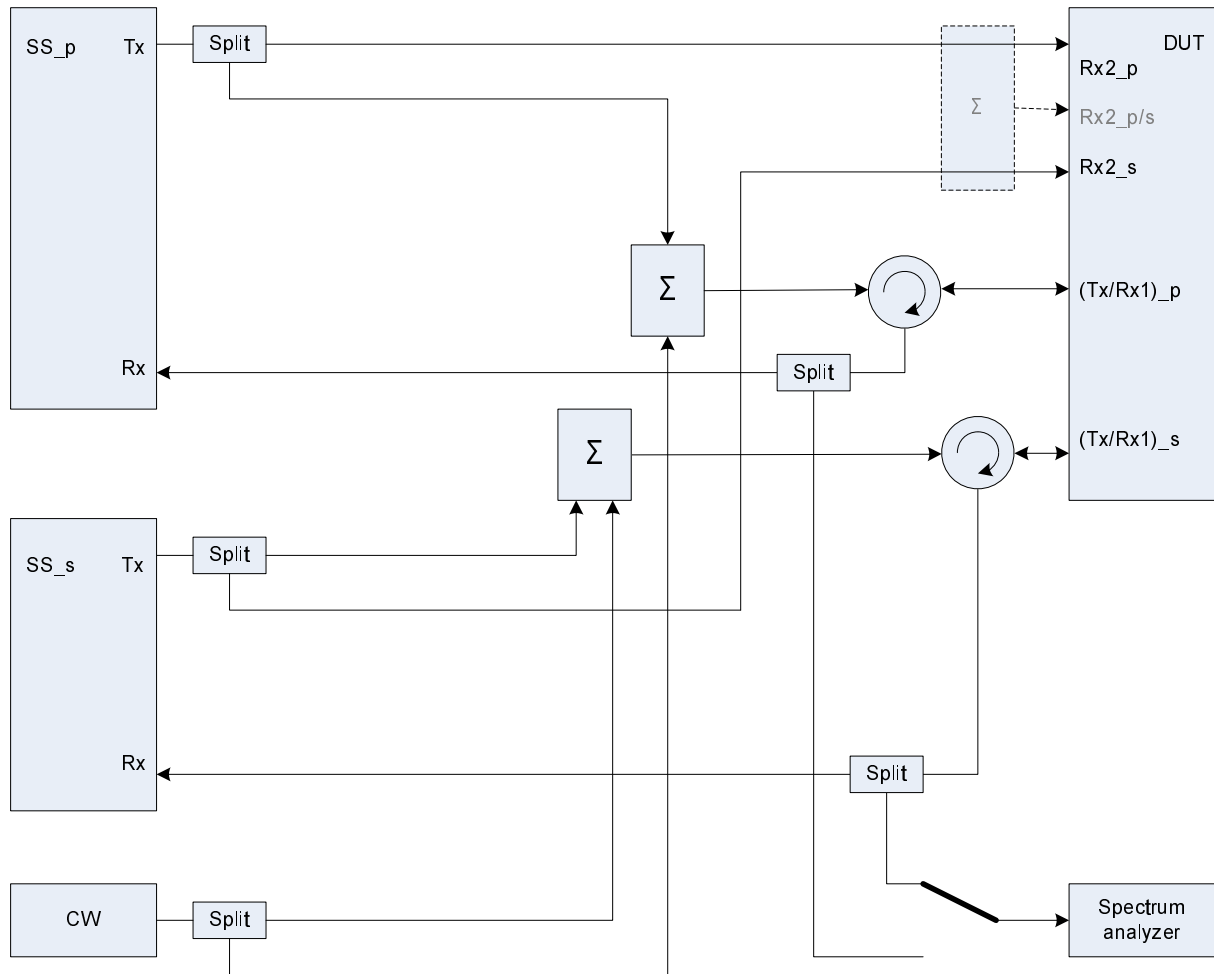 SS_p
Tx
Split
DUT
Rx2_p
Σ
Rx2_p/s
Rx2_s
Σ
(Tx/Rx1)_p
Rx
Split
Σ
(Tx/Rx1)_s
SS_s
Tx
Split
Rx
Split
CW
Split
Spectrum
analyzer